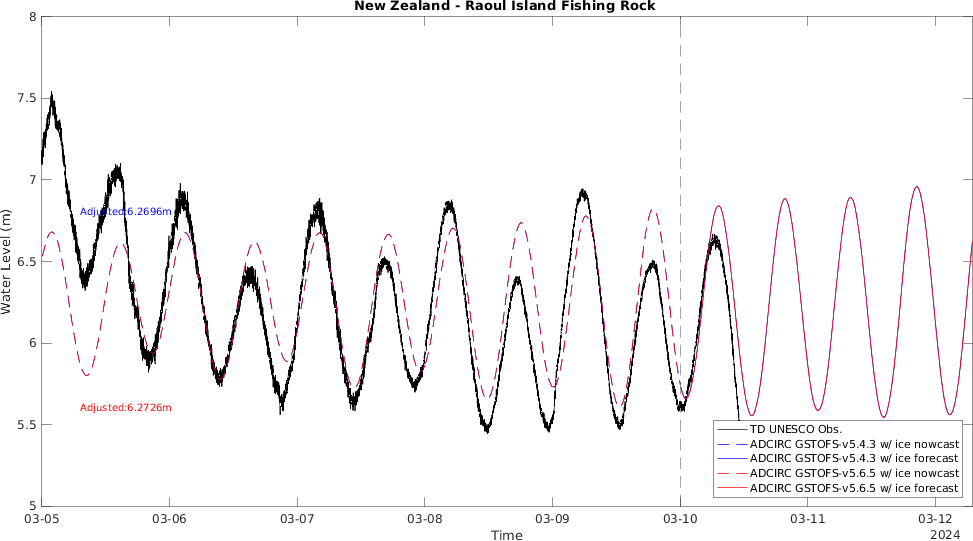 New Zealand - Raoul Island Fishing Rock
8
7.5
7
6.5
6
5.5
5
Water Level (m)
Adjusted:6.2696m
Adjusted:6.2726m
TD UNESCO Obs.
ADCIRC GSTOFS-v5.4.3 w/ ice nowcast
ADCIRC GSTOFS-v5.4.3 w/ ice forecast
ADCIRC GSTOFS-v5.6.5 w/ ice nowcast
ADCIRC GSTOFS-v5.6.5 w/ ice forecast
03-05 03-06 03-07 03-08 03-09 03-10 03-11 03-12
Time
2024